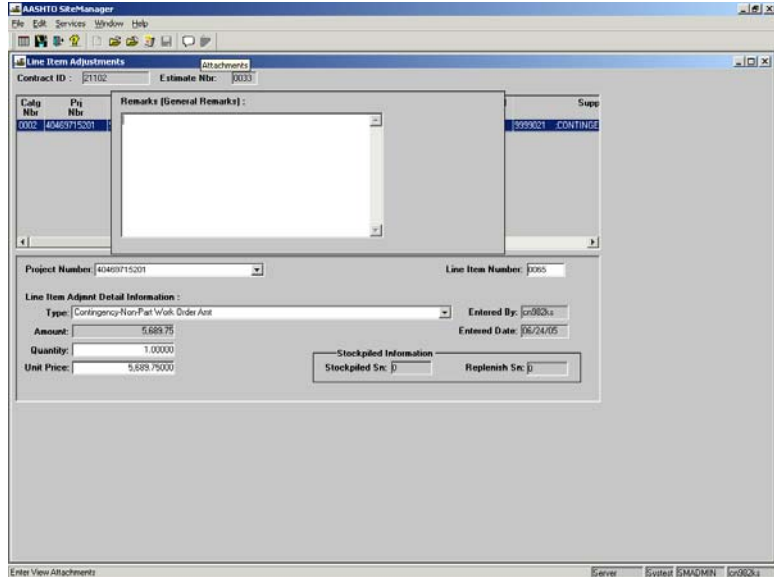 AASHTO SiteManager
File Edit Services Window Help
Attachments
Line Item Adjustments
Contract ID : 21102 Estimate Nbr: 0033
Remarks (General Remarks) :
Catg Nbr Prj Nbr Supp
0002 40469715201 9999021 :CONTINGE
Project Number: 40469715201 Line Item Number: 0065
Line Item Adjmnt Detail Information :
Type: Contingency-Non-Part Work Order Amt Entered By: cn982ks
Amount: 5,689.75 Entered Date: 06/24/05
Quantity: 1.00000
Stockpiled Information
Unit Price: 5,689.75000 Stockpiled Sn: 0 Replenish Sn: 0
Enter View Attachments Server Systest SMADMIN cn982ks